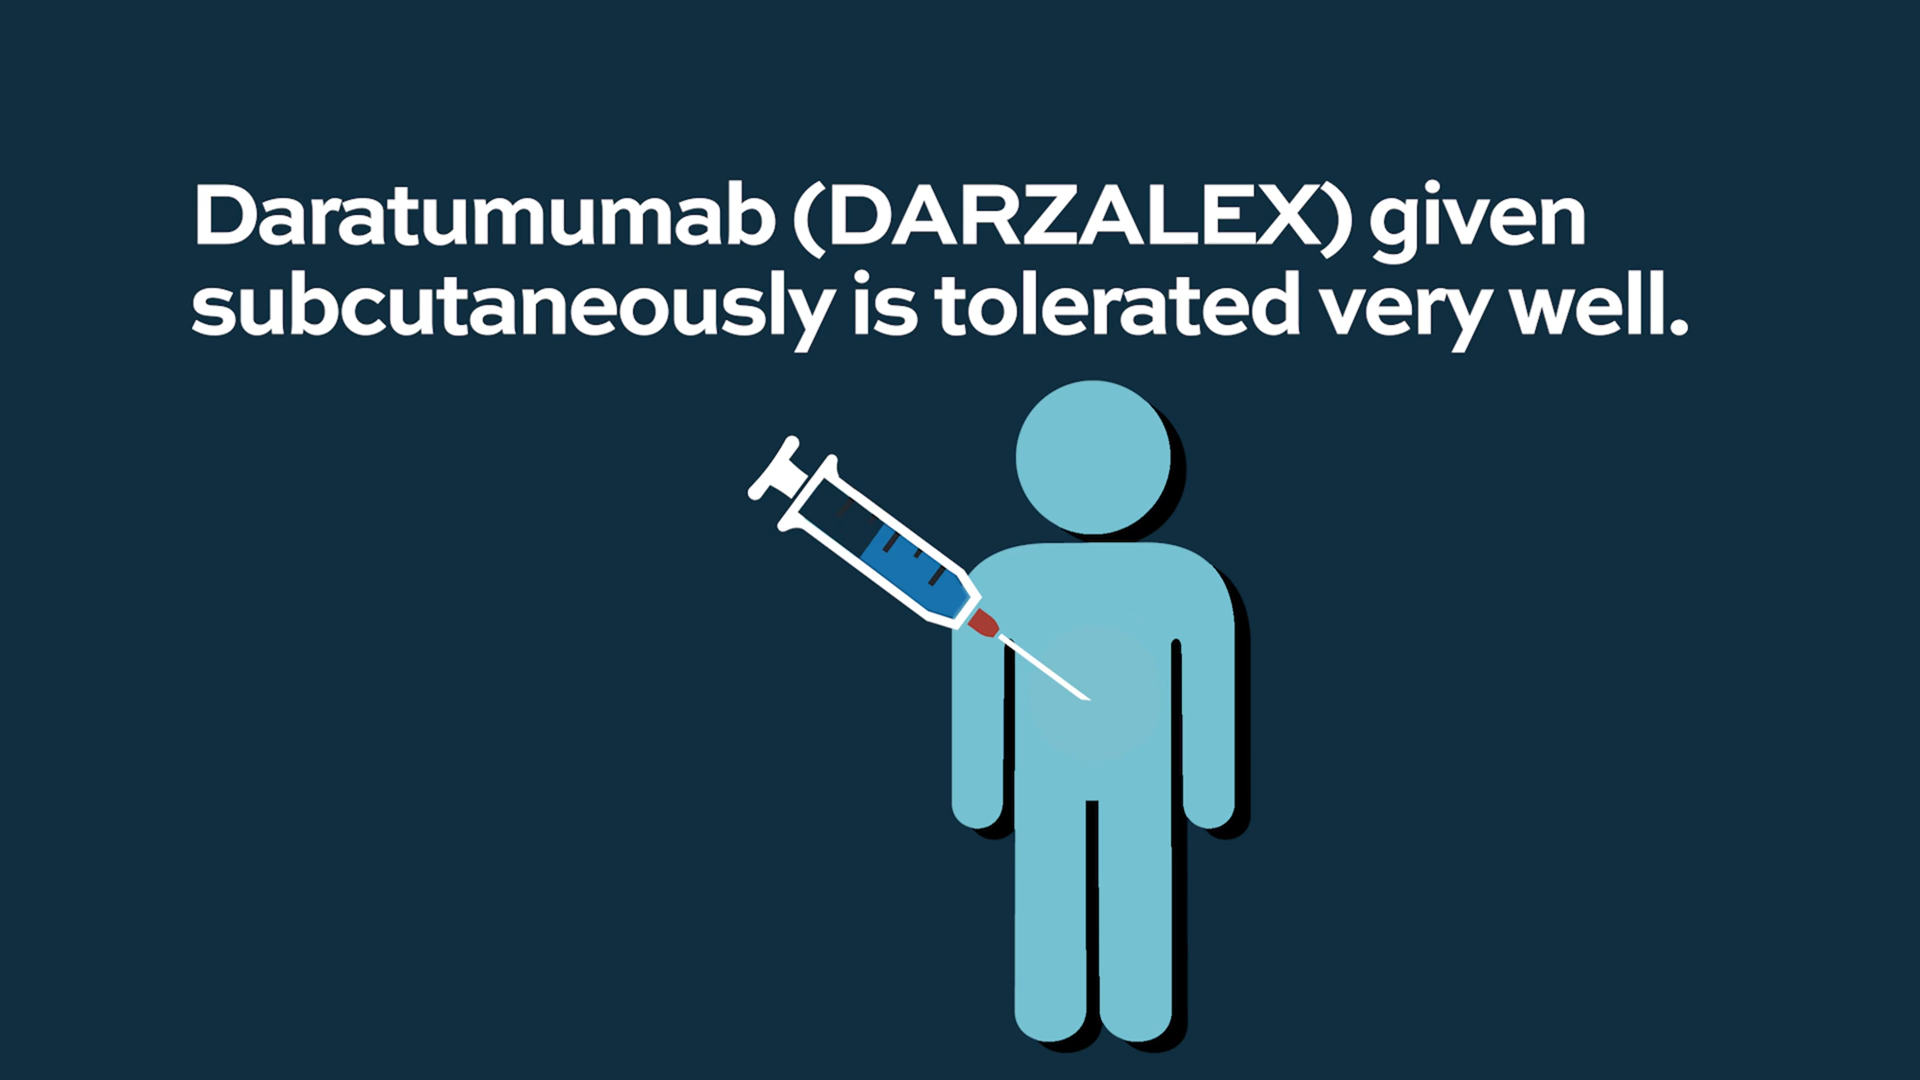 Daratumumab (DARZALEX) given
subcutaneously is tolerated very well.